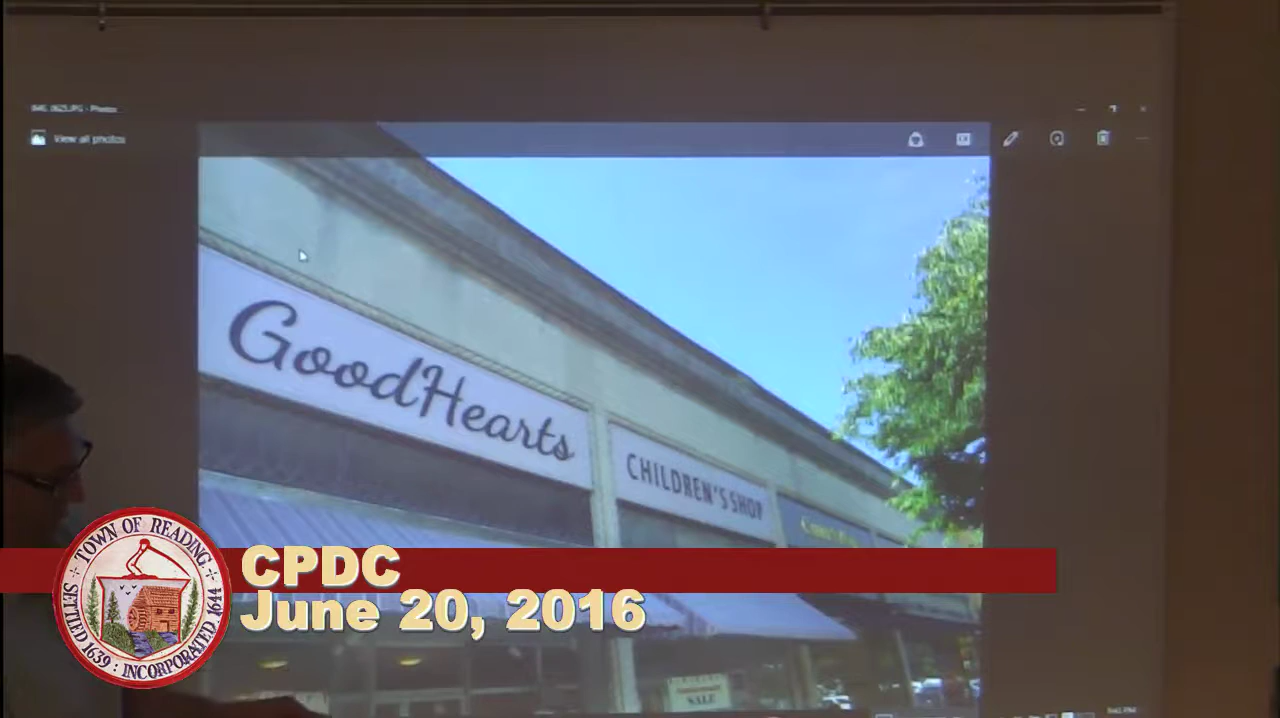 View all photos
GoodHearts
CHILDREN'S SHOP
SALE
CPDC
June 20, 2016
TOWN OF READING
SETTLED 1639 : INCORPORATED 1644